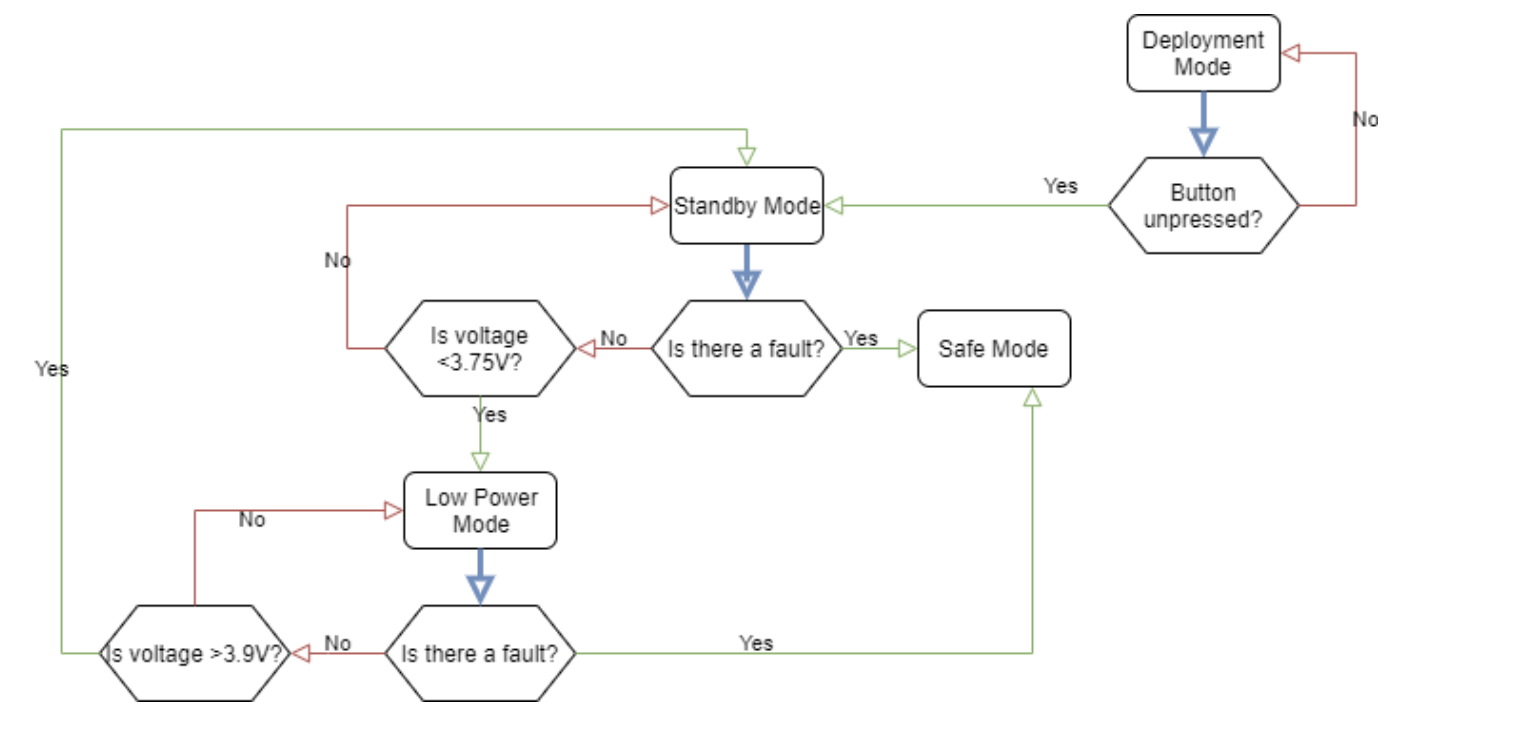 Deployment
Mode
No
Button
unpressed?
Yes
Standby Mode
No
Is voltage
<3.75V?
No
Is there a fault?
Yes
Safe Mode
Yes
Yes
Low Power
Mode
No
Is voltage >3.9V?
No
Is there a fault?
Yes